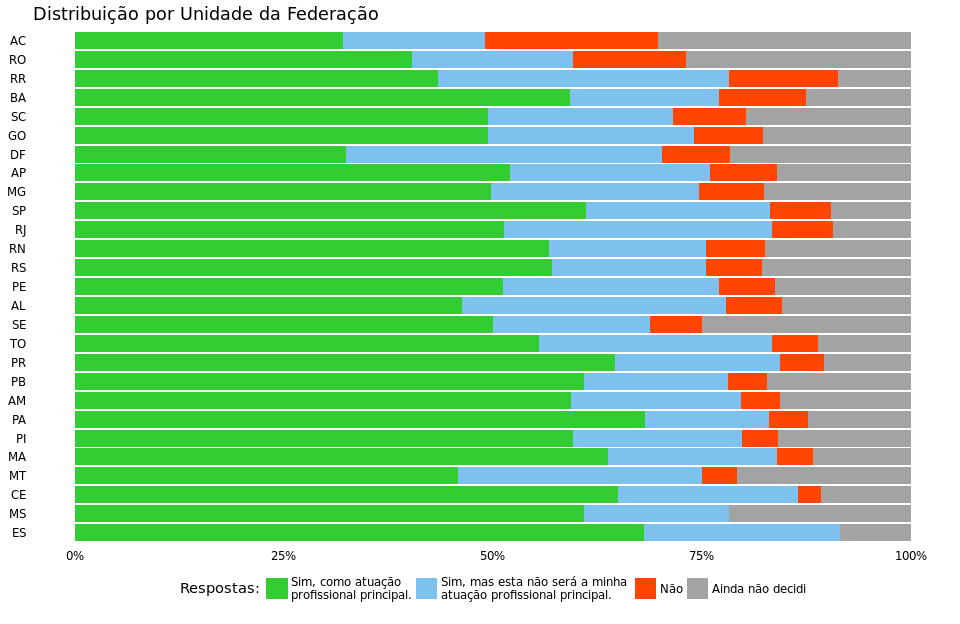 Distribuição por Unidade da Federação
AC
RO
RR
BA
SC
GO
DF
AP
MG
SP
RJ
RN
RS
PE
AL
SE
TO
PR
PB
AM
PA
PI
MA
MT
CE
MS
ES
0% 25% 50% 75% 100%
Respostas:
Sim, como atuação
profissional principal.
Sim, mas esta não será a minha
atuação profissional principal.
Não
Ainda não decidi